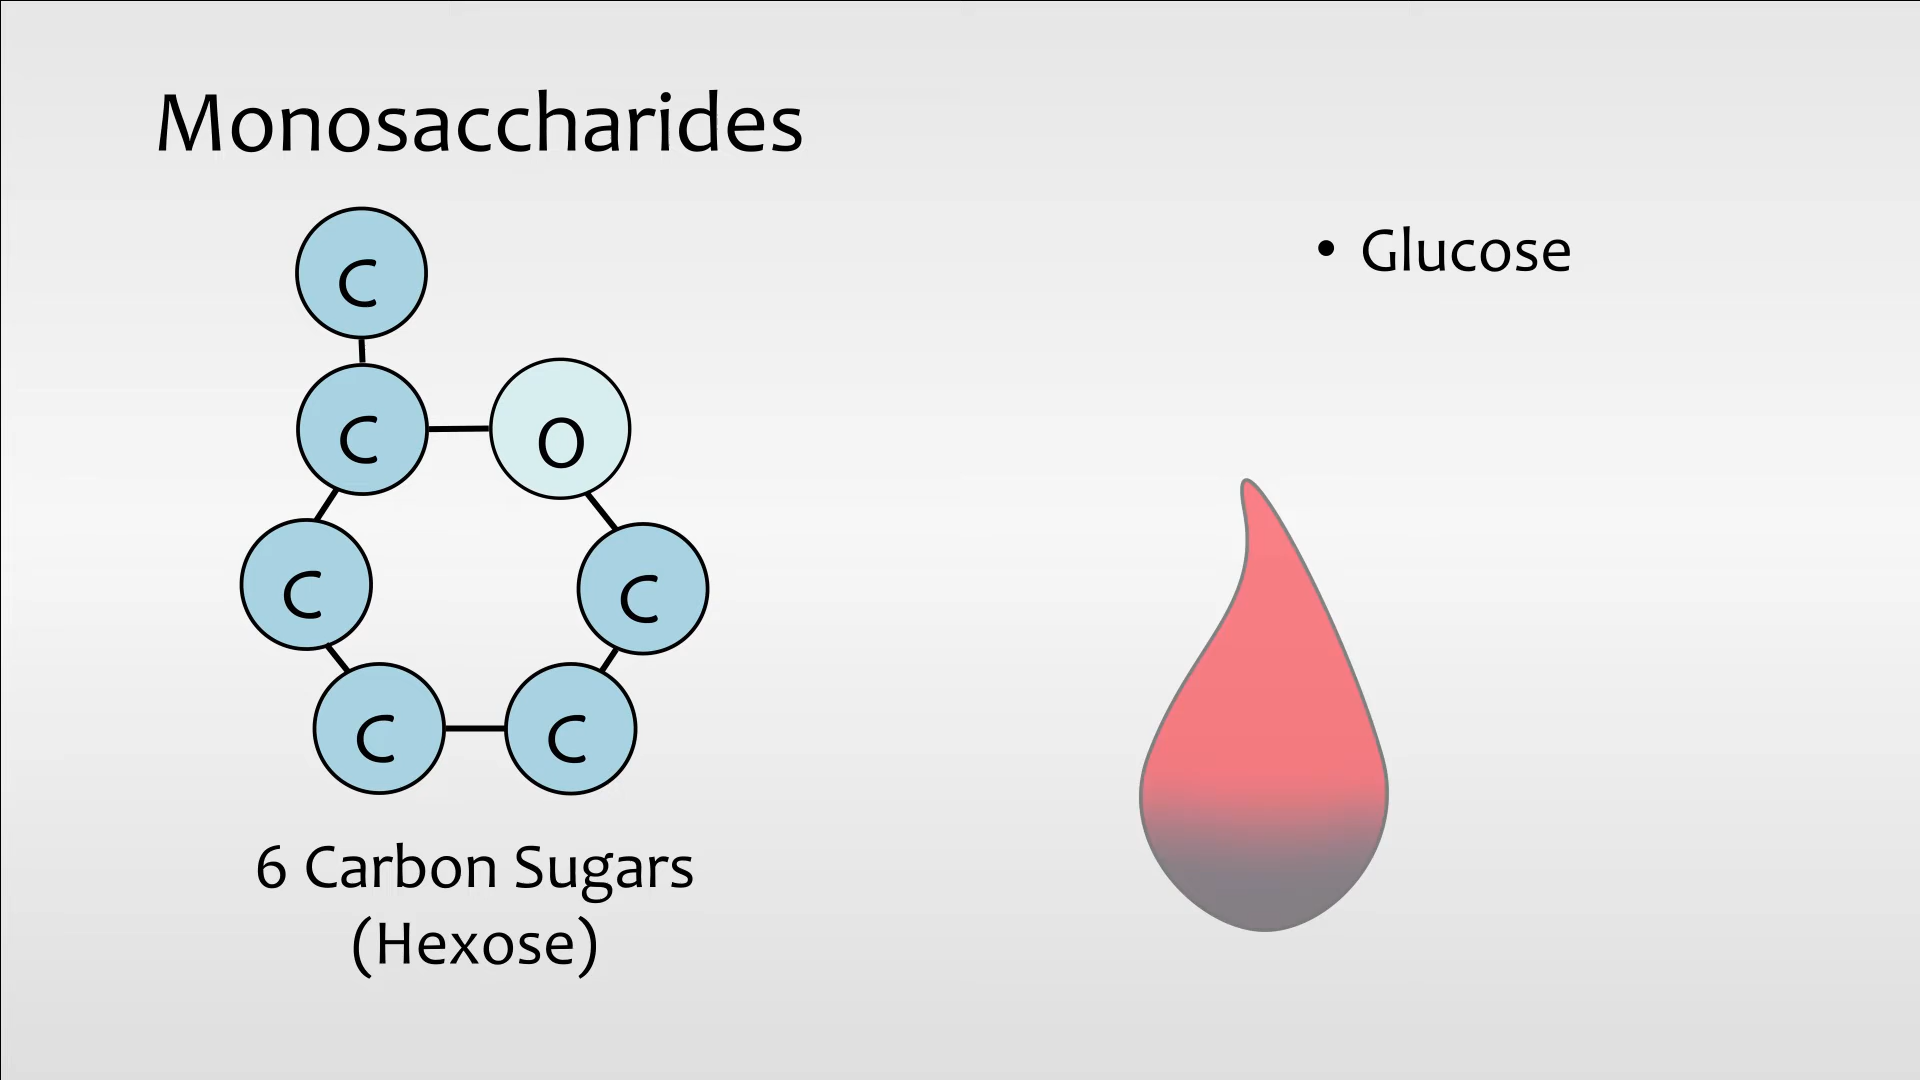 Monosaccharides
C
C
O
C
C
C
C
6 Carbon Sugars
(Hexose)
• Glucose